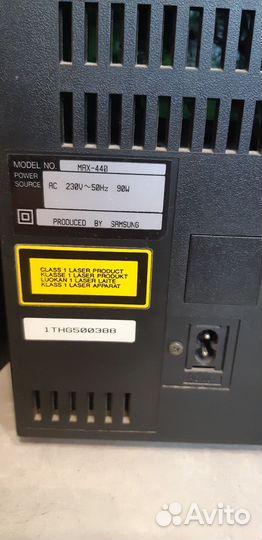 MODEL NO. MAX-440
POWER SOURCE AC 230V~50Hz 90W
PRODUCED BY SAMSUNG
CLASS 1 LASER PRODUCT
KLASSE 1 LASER PRODUKT
LUOKAN 1 LASER LAITE
KLASS 1 LASER APPARAT
1THG500388
Avito